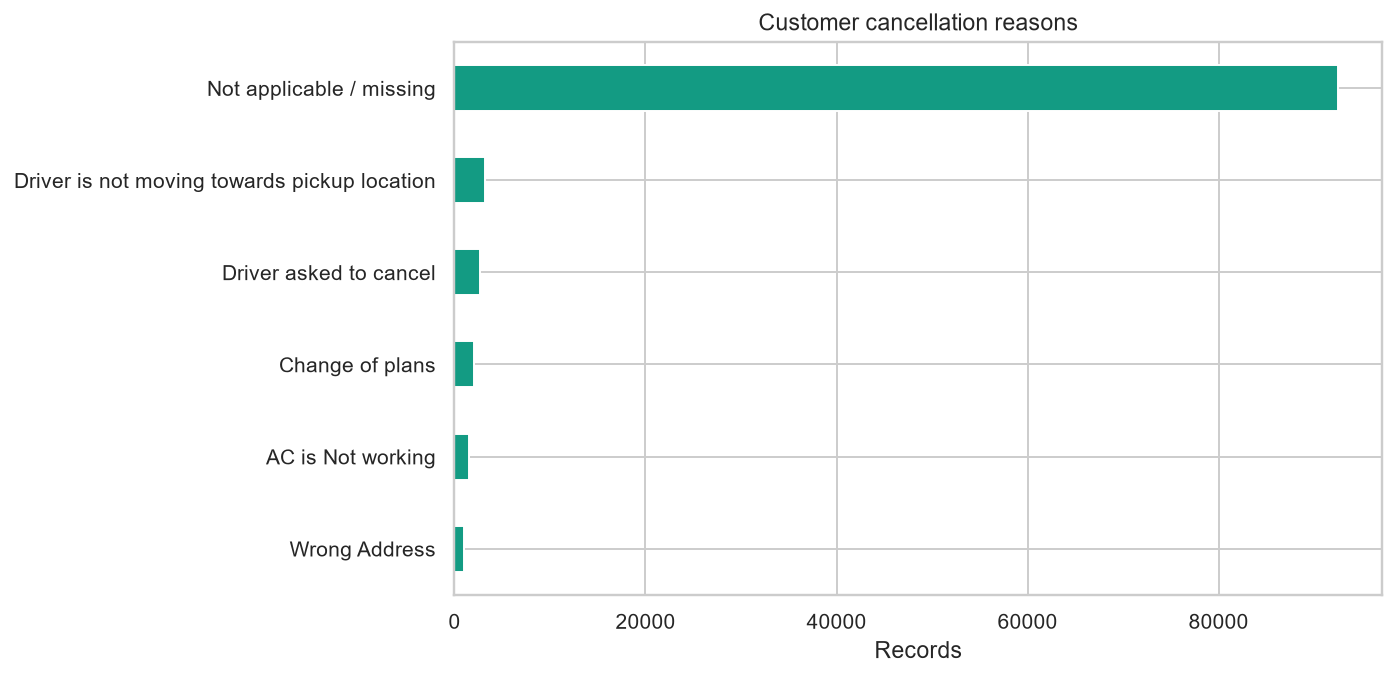 Customer cancellation reasons
Not applicable / missing
Driver is not moving towards pickup location
Driver asked to cancel
Change of plans
AC is Not working
Wrong Address
0 20000 40000 60000 80000
Records